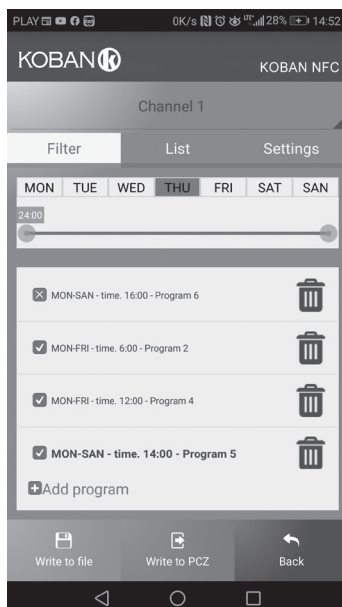 PLAY 0K/s LTE 28% 14:52
KOBAN k
KOBAN NFC
Channel 1
Filter List Settings
MON TUE WED THU FRI SAT SAN
24:00
MON-SAN - time. 16:00 - Program 6
MON-FRI - time. 6:00 - Program 2
MON-FRI - time. 12:00 - Program 4
MON-SAN - time. 14:00 - Program 5
Add program
Write to file Write to PCZ Back